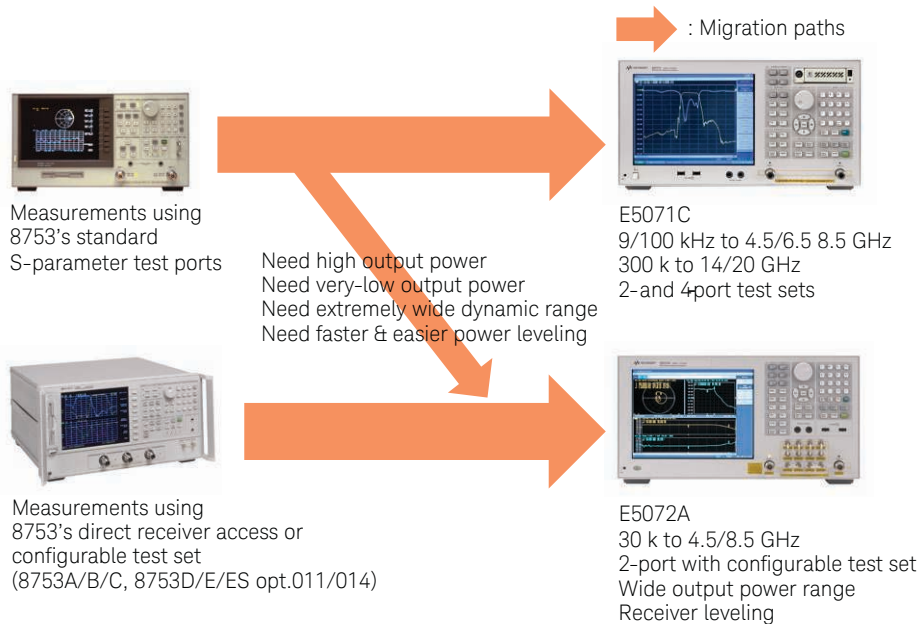 : Migration paths
Measurements using
8753's standard
S-parameter test ports
Need high output power
Need very-low output power
Need extremely wide dynamic range
Need faster & easier power leveling
E5071C
9/100 kHz to 4.5/6.5 8.5 GHz
300 k to 14/20 GHz
2-and 4-port test sets
Measurements using
8753's direct receiver access or
configurable test set
(8753A/B/C, 8753D/E/ES opt.011/014)
E5072A
30 k to 4.5/8.5 GHz
2-port with configurable test set
Wide output power range
Receiver leveling